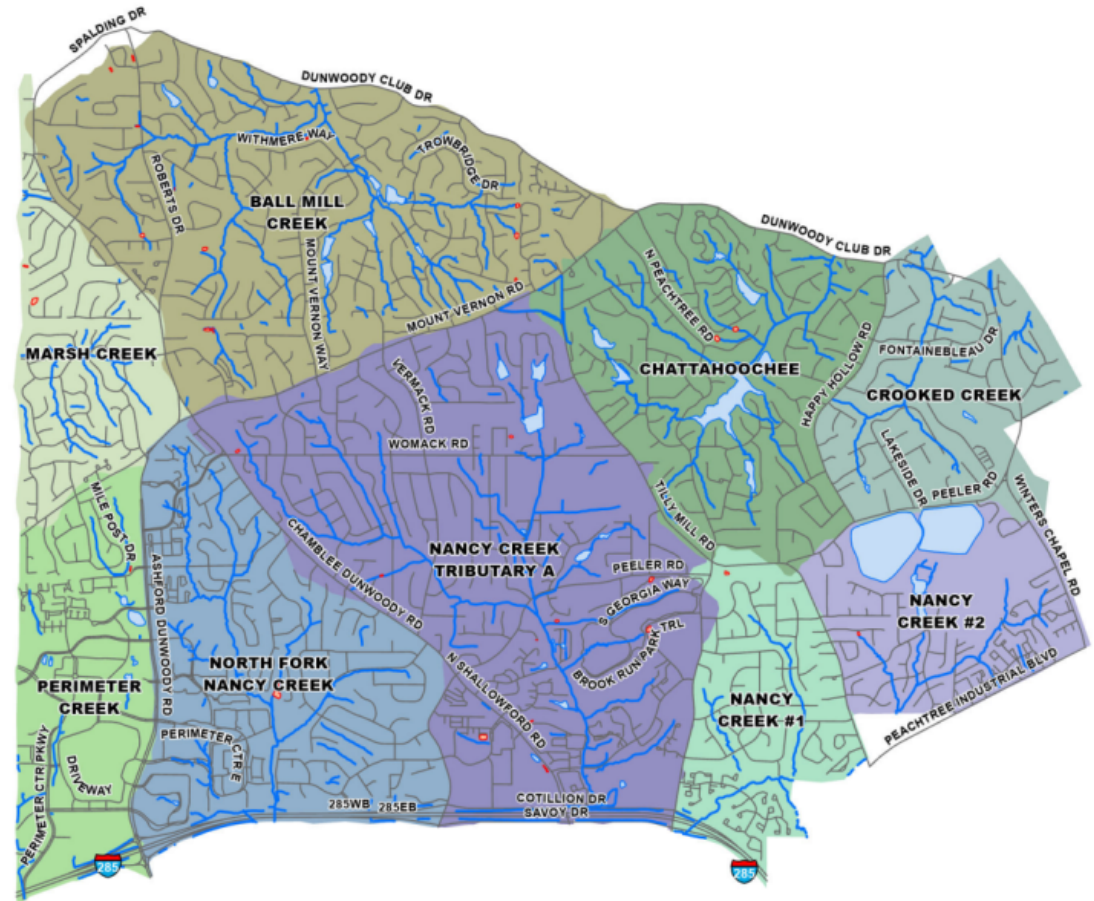 SPALDING DR
DUNWOODY CLUB DR
WITHMERE WAY
TROWBRIDGE DR
ROBERTS DR
BALL MILL
CREEK
MOUNT VERNON WAY
DUNWOODY CLUB DR
N PEACHTREE RD
MOUNT VERNON RD
MARSH CREEK
VERMACK RD
CHATTAHOOCHEE
HAPPY HOLLOW RD
FONTAINEBLEAU DR
CROOKED CREEK
WOMACK RD
LAKESIDE DR
PEELER RD
WINTERS CHAPEL RD
MILE POST DR
TILLY MILL RD
CHAMBLEE DUNWOODY RD
ASHFORD DUNWOODY RD
NANCY CREEK
TRIBUTARY A
PEELER RD
S GEORGIA WAY
NANCY
CREEK #2
BROOK RUN PARK TRL
NORTH FORK
NANCY CREEK
N SHALLOWFORD RD
PERIMETER
CREEK
NANCY
CREEK #1
PEACHTREE INDUSTRIAL BLVD
PERIMETER CTR E
PERIMETER CTR PKWY
DRIVEWAY
285WB 285EB
COTILLION DR
SAVOY DR
285
285